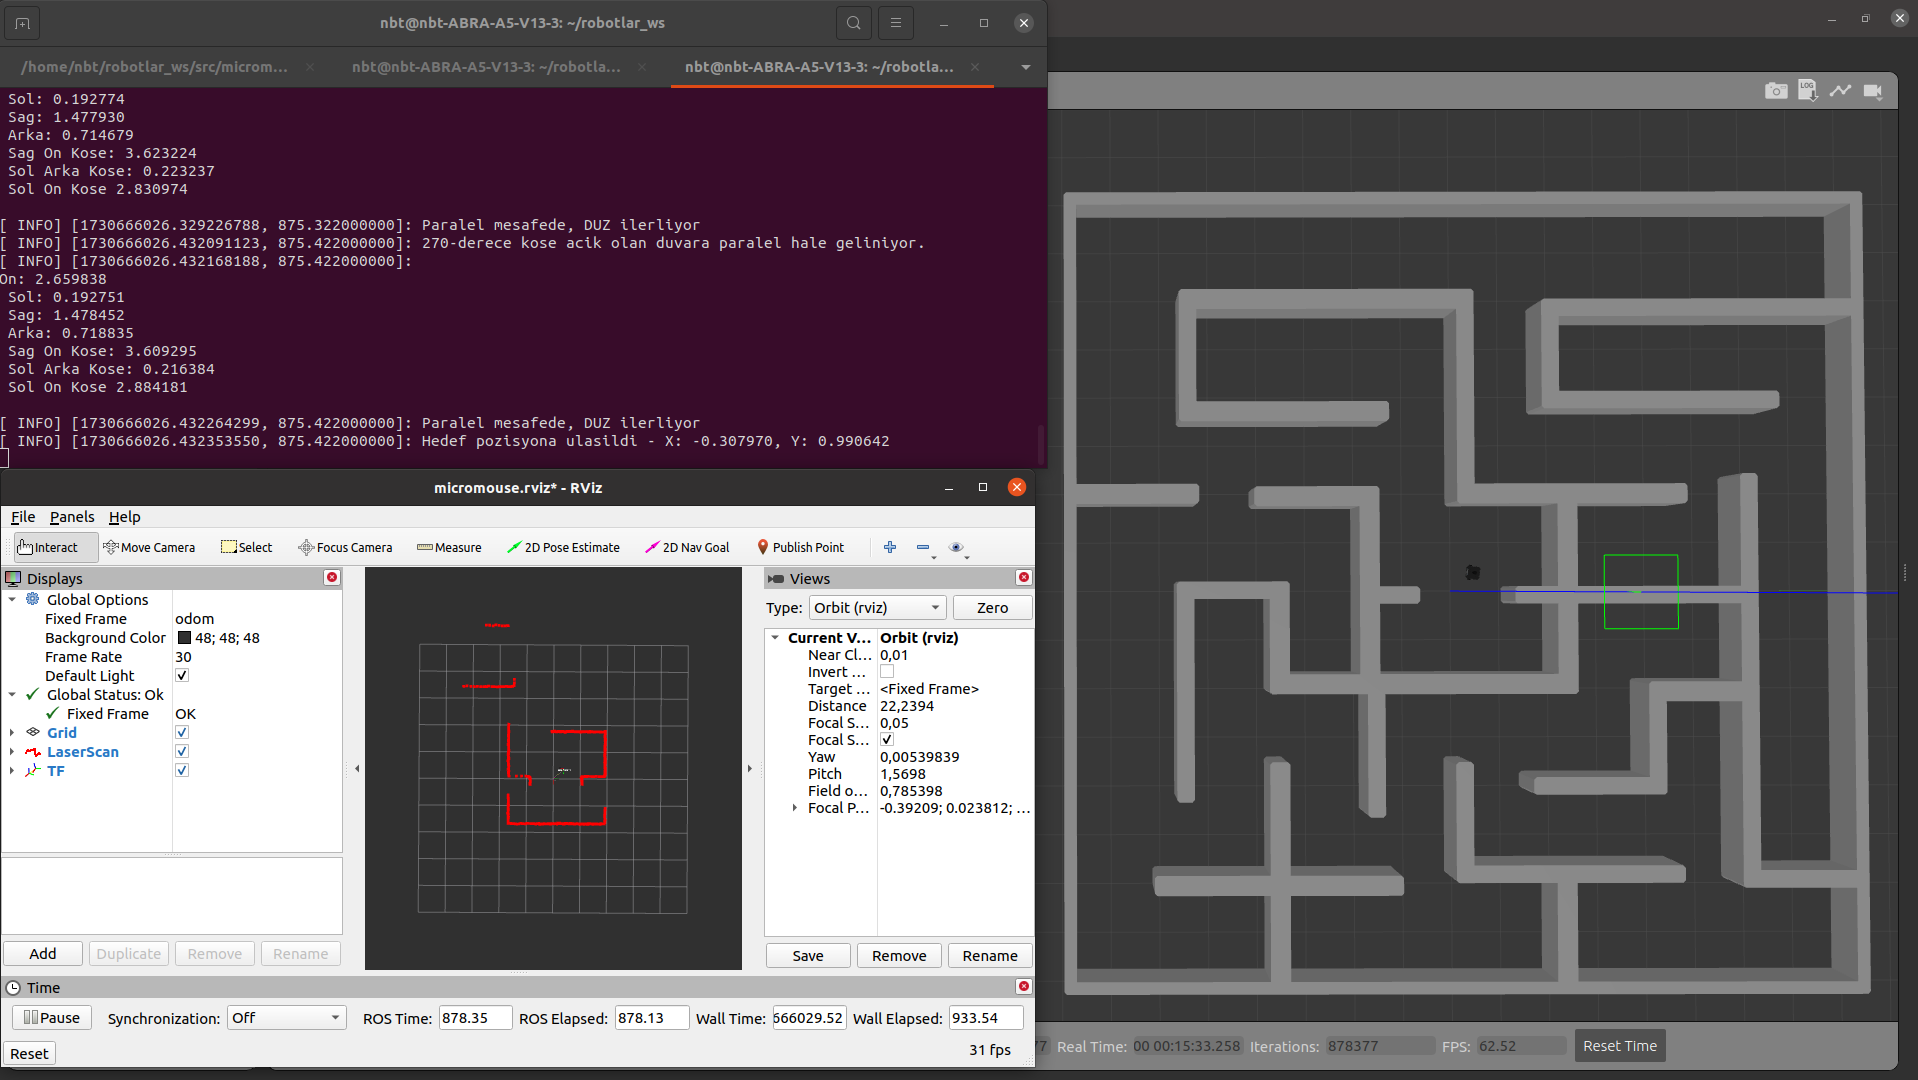 nbt@nbt-ABRA-A5-V13-3: ~/robotlar_ws
/home/nbt/robotlar_ws/src/microm...
nbt@nbt-ABRA-A5-V13-3: ~/robotla...
nbt@nbt-ABRA-A5-V13-3: ~/robotla...
Sol: 0.192774
Sag: 1.477930
Arka: 0.714679
Sag On Kose: 3.623224
Sol Arka Kose: 0.223237
Sol On Kose 2.830974
[ INFO] [1730666026.329226788, 875.322000000]: Paralel mesafede, DUZ ilerliyor
[ INFO] [1730666026.432091123, 875.422000000]: 270-derece kose acik olan duvara paralel hale geliniyor.
[ INFO] [1730666026.432168188, 875.422000000]:
On: 2.659838
Sol: 0.192751
Sag: 1.478452
Arka: 0.718835
Sag On Kose: 3.609295
Sol Arka Kose: 0.216384
Sol On Kose 2.884181
[ INFO] [1730666026.432264299, 875.422000000]: Paralel mesafede, DUZ ilerliyor
[ INFO] [1730666026.432353550, 875.422000000]: Hedef pozisyona ulasildi - X: -0.307970, Y: 0.990642
LOG
micromouse.rviz* - RViz
File Panels Help
Interact Move Camera Select Focus Camera Measure 2D Pose Estimate 2D Nav Goal Publish Point
Displays
Global Options
Fixed Frame odom
Background Color 48; 48; 48
Frame Rate 30
Default Light
Global Status: Ok
Fixed Frame OK
Grid
LaserScan
TF
Add Duplicate Remove Rename
Views
Type: Orbit (rviz) Zero
Current V... Orbit (rviz)
Near Cl... 0,01
Invert ...
Target ... <Fixed Frame>
Distance 22,2394
Focal S... 0,05
Focal S...
Yaw 0,00539839
Pitch 1,5698
Field o... 0,785398
Focal P... -0.39209; 0.023812; ...
Save Remove Rename
Time
Pause Synchronization: Off ROS Time: 878.35 ROS Elapsed: 878.13 Wall Time: 666029.52 Wall Elapsed: 933.54
Reset 31 fps
77 Real Time: 00 00:15:33.258 Iterations: 878377 FPS: 62.52 Reset Time